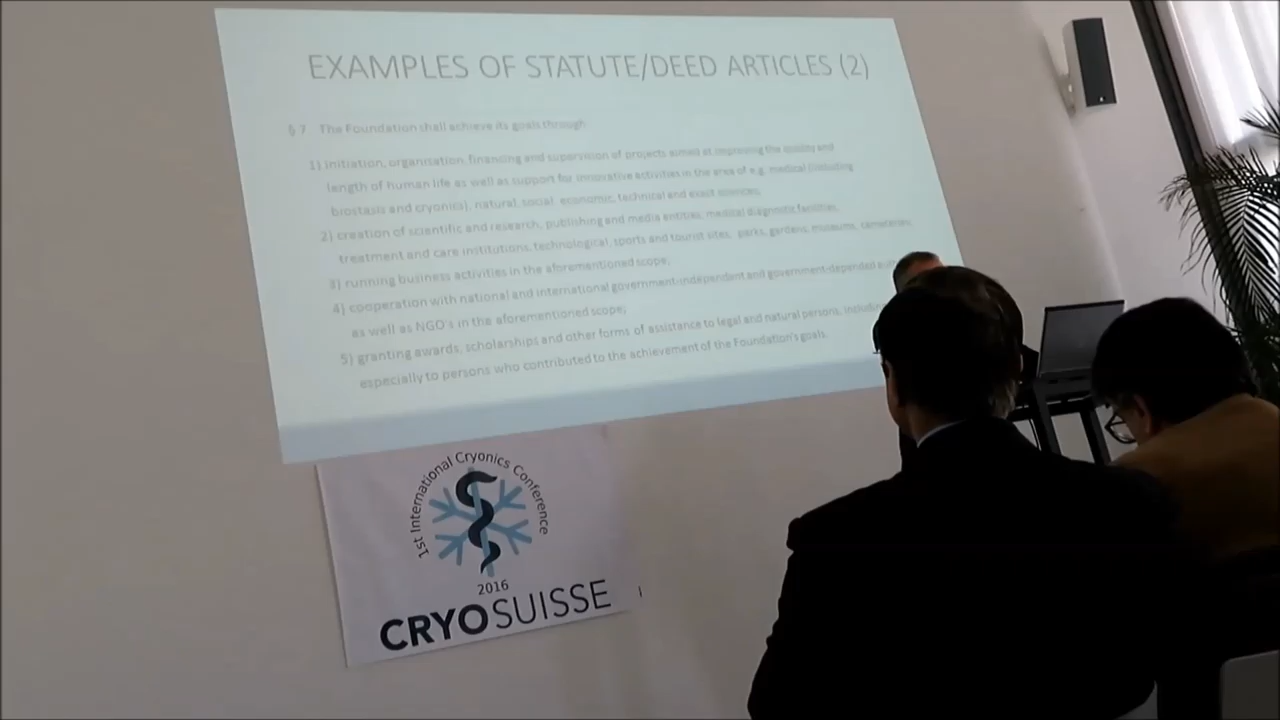 EXAMPLES OF STATUTE/DEED ARTICLES (2)
§ 7 The Foundation shall achieve its goals through:
1) initiation, organisation, financing and supervision of projects aimed at improving the quality and
length of human life as well as support for innovative activities in the area of e.g. medical (including
biostasis and cryonics), natural, social, economic, technical and exact sciences;
2) creation of scientific and research, publishing and media entities, medical diagnostic facilities,
treatment and care institutions, technological, sports and tourist sites, parks, gardens, museums, cemeteries;
3) running business activities in the aforementioned scope;
4) cooperation with national and international government-independent and government-depended
as well as NGO's in the aforementioned scope;
5) granting awards, scholarships and other forms of assistance to legal and natural persons, including
especially to persons who contributed to the achievement of the Foundation's goals.
1st International Cryonics Conference
2016
CRYOSUISSE